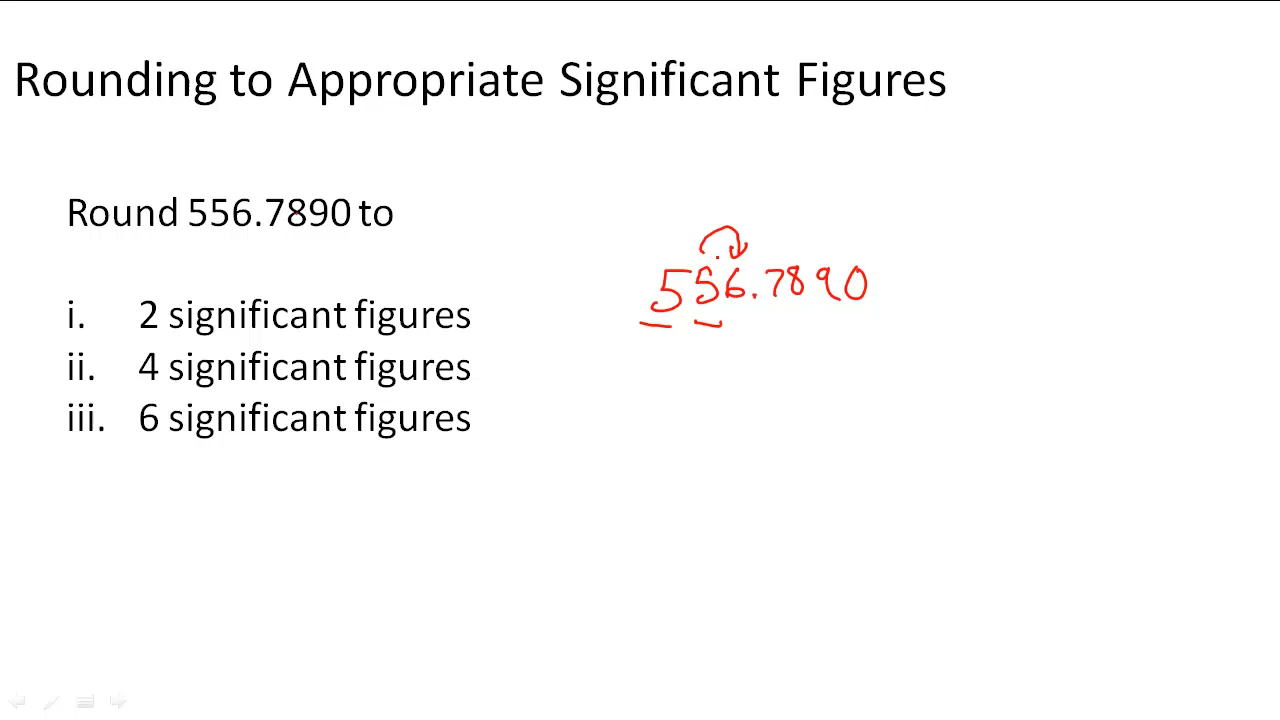 Rounding to Appropriate Significant Figures
Round 556.7890 to
556.7890
i. 2 significant figures
ii. 4 significant figures
iii. 6 significant figures